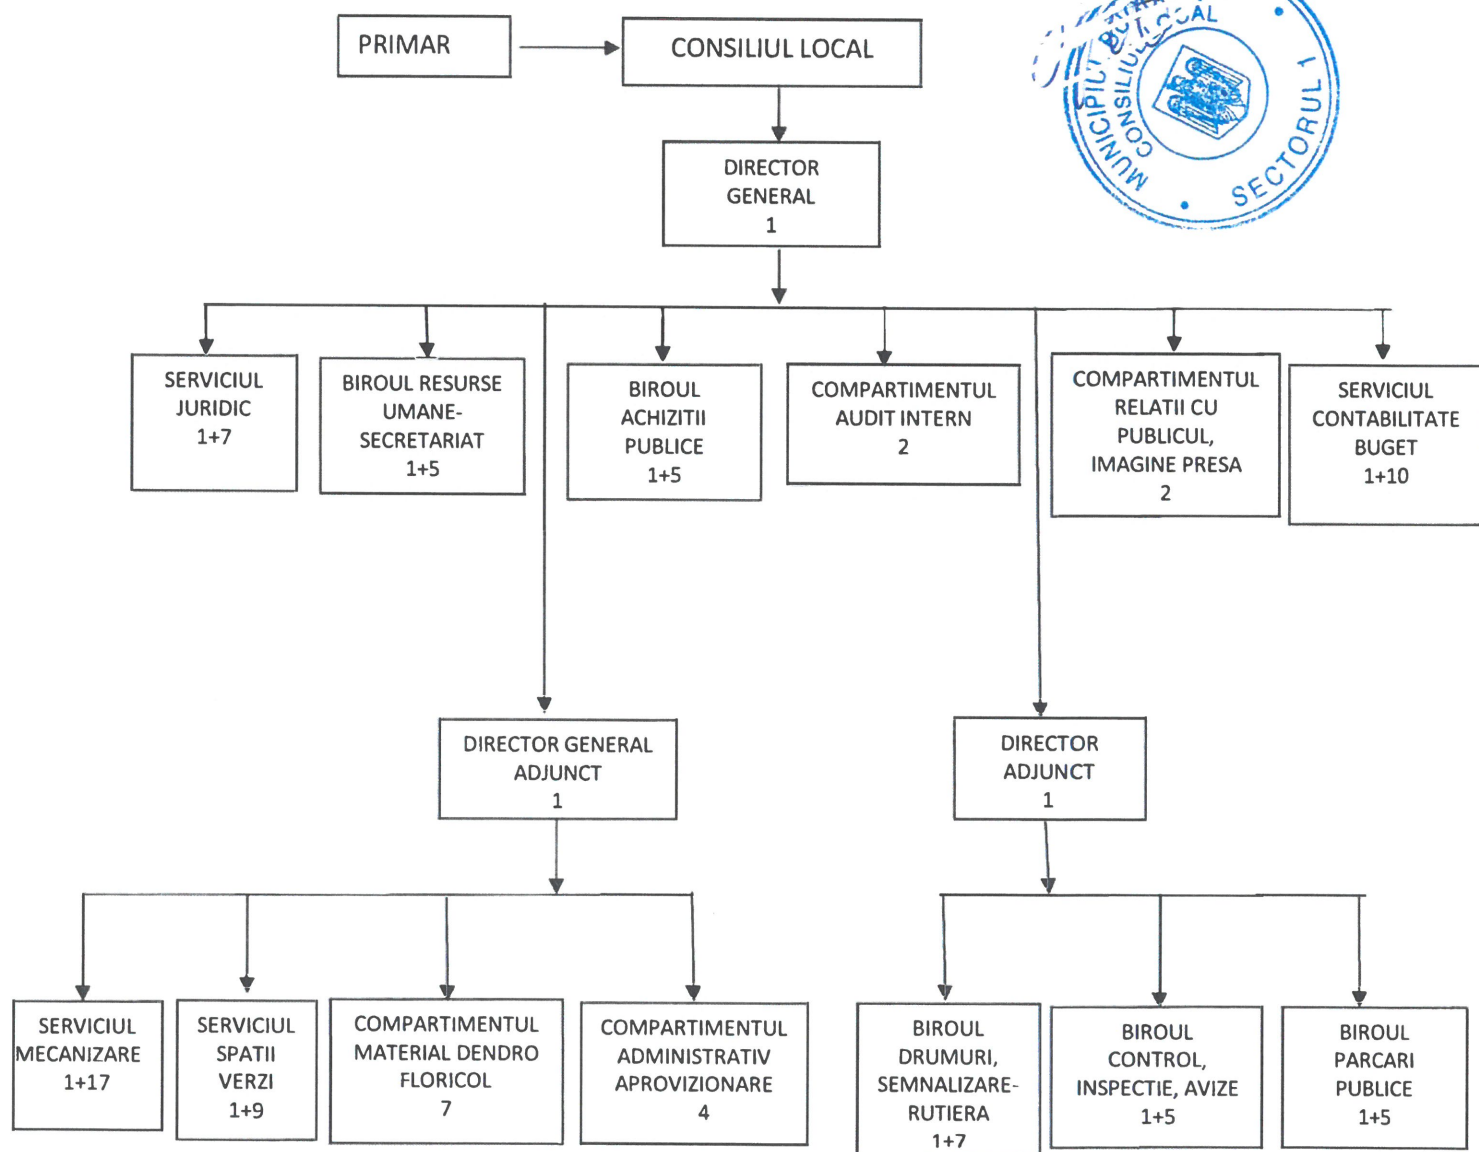 PRIMAR
CONSILIUL LOCAL
MUNICIPIUL
CONSILIUL LOCAL
SECTORUL 1
DIRECTOR
GENERAL
1
SERVICIUL
JURIDIC
1+7
BIROUL RESURSE
UMANE-
SECRETARIAT
1+5
BIROUL
ACHIZITII
PUBLICE
1+5
COMPARTIMENTUL
AUDIT INTERN
2
COMPARTIMENTUL
RELATII CU
PUBLICUL,
IMAGINE PRESA
2
SERVICIUL
CONTABILITATE
BUGET
1+10
DIRECTOR GENERAL
ADJUNCT
1
DIRECTOR
ADJUNCT
1
SERVICIUL
MECANIZARE
1+17
SERVICIUL
SPATII
VERZI
1+9
COMPARTIMENTUL
MATERIAL DENDRO
FLORICOL
7
COMPARTIMENTUL
ADMINISTRATIV
APROVIZIONARE
4
BIROUL
DRUMURI,
SEMNALIZARE-
RUTIERA
1+7
BIROUL
CONTROL,
INSPECTIE, AVIZE
1+5
BIROUL
PARCARI
PUBLICE
1+5